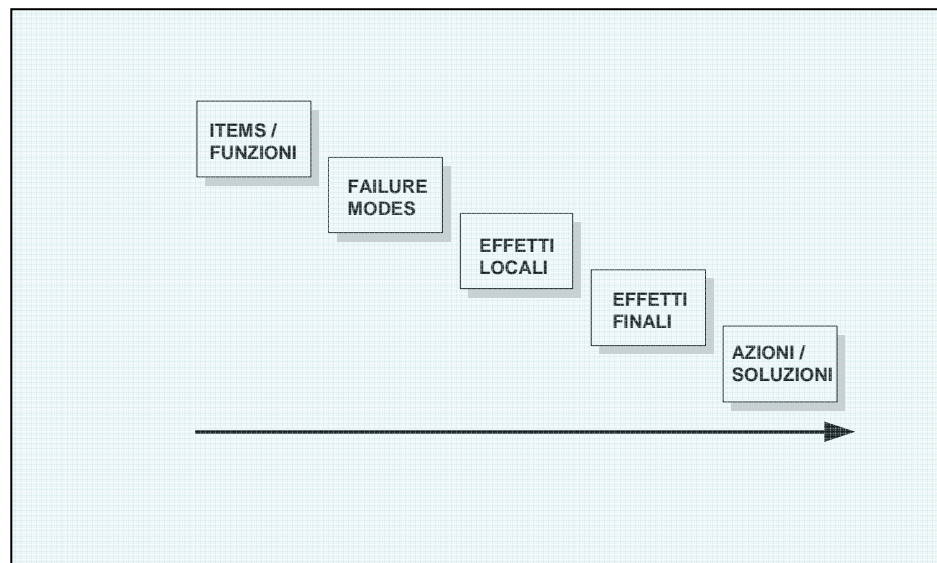 ITEMS /
FUNZIONI
FAILURE
MODES
EFFETTI
LOCALI
EFFETTI
FINALI
AZIONI /
SOLUZIONI